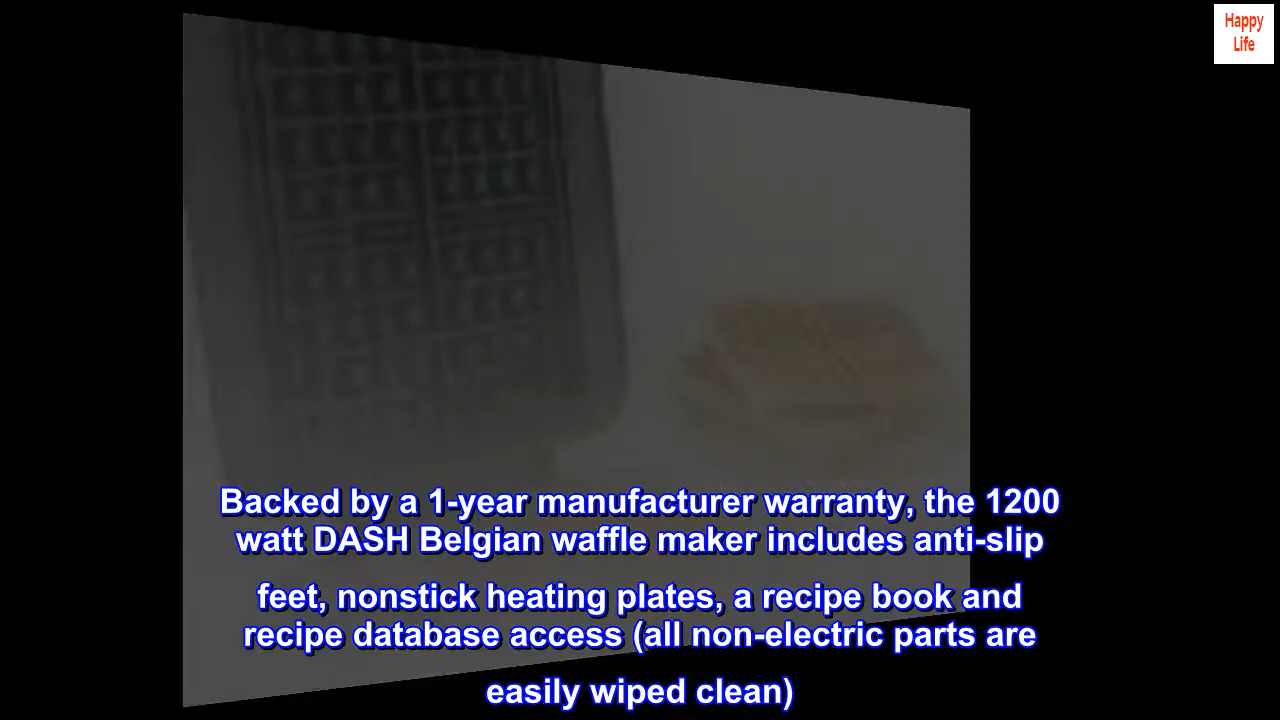 Happy
Life
Backed by a 1-year manufacturer warranty, the 1200
watt DASH Belgian waffle maker includes anti-slip
feet, nonstick heating plates, a recipe book and
recipe database access (all non-electric parts are
easily wiped clean)